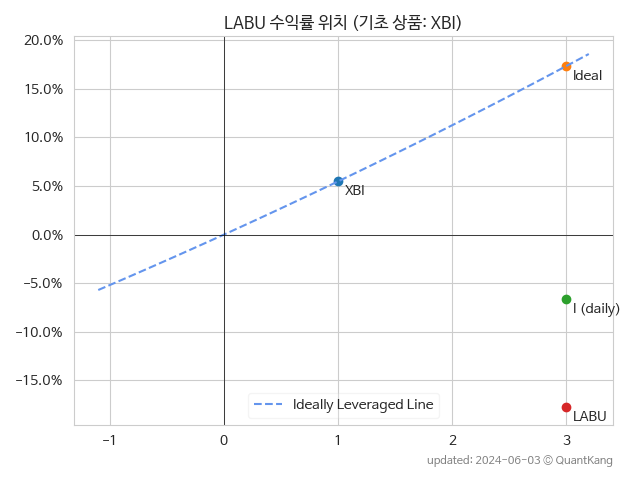 LABU 수익률 위치 (기초 상품: XBI)
20.0%
15.0%
10.0%
5.0%
0.0%
−5.0%
−10.0%
−15.0%
Ideal
XBI
I (daily)
LABU
Ideally Leveraged Line
−1
0
1
2
3
updated: 2024-06-03 © QuantKang